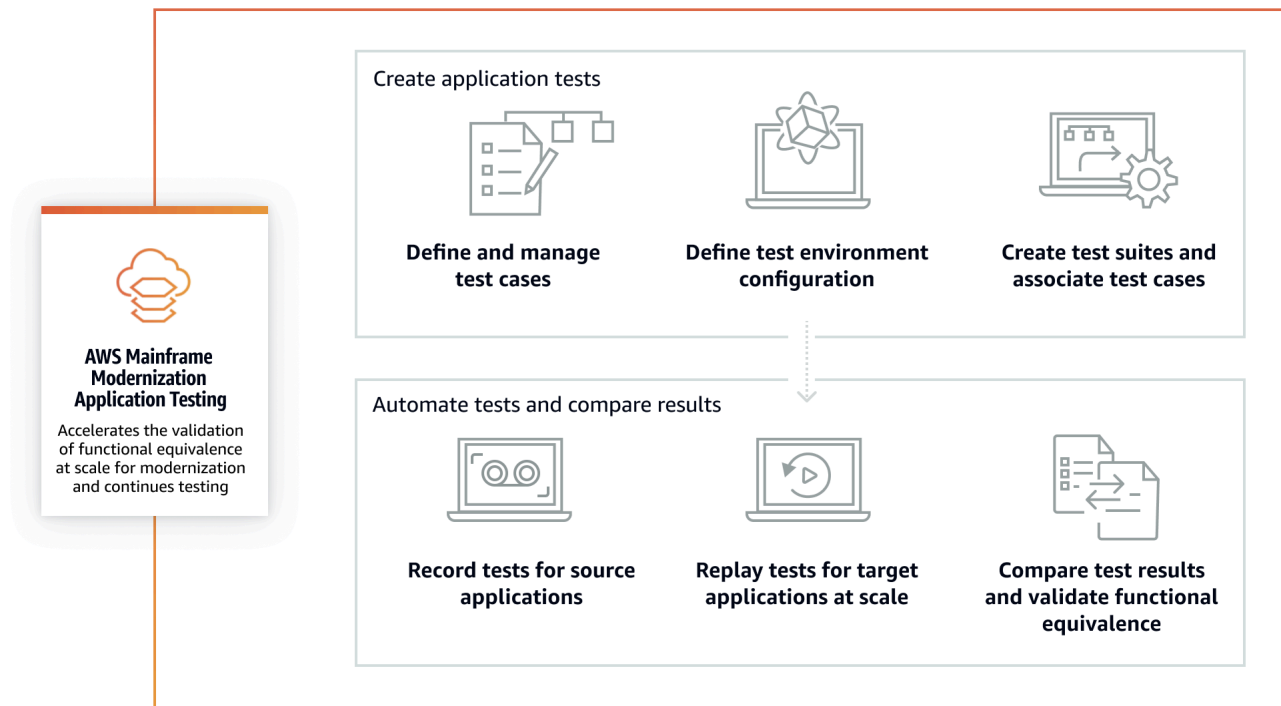 AWS Mainframe
Modernization
Application Testing
Accelerates the validation
of functional equivalence
at scale for modernization
and continues testing
Create application tests
Define and manage
test cases
Define test environment
configuration
Create test suites and
associate test cases
Automate tests and compare results
Record tests for source
applications
Replay tests for target
applications at scale
Compare test results
and validate functional
equivalence